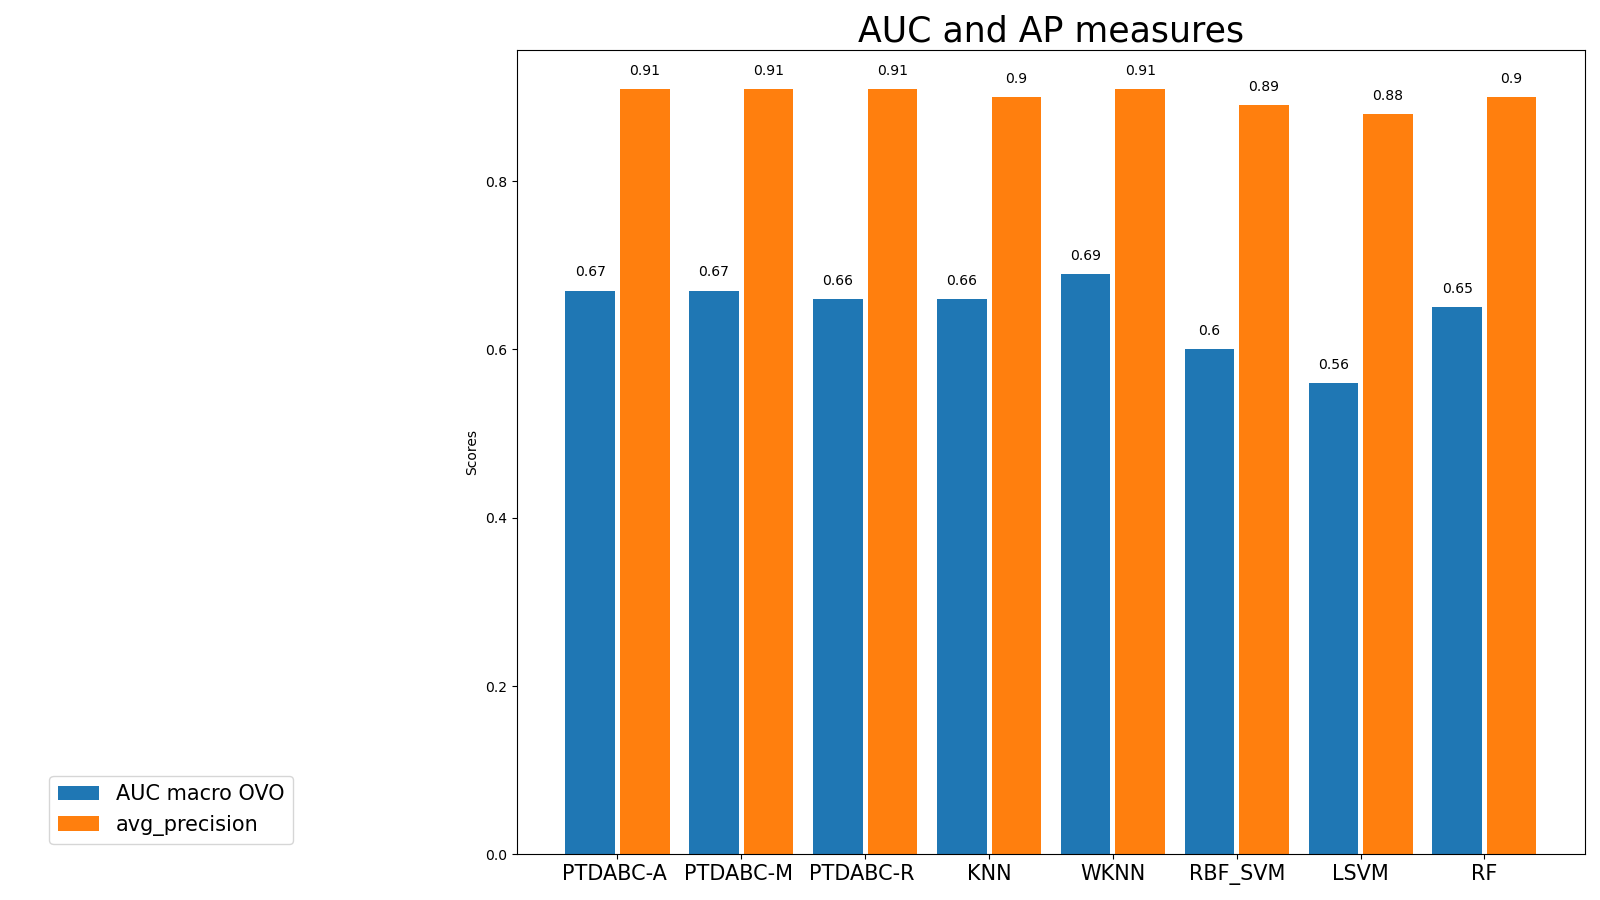 AUC and AP measures
0.91 0.91 0.91 0.9 0.91 0.89 0.88 0.9
0.67 0.67 0.66 0.66 0.69 0.6 0.56 0.65
Scores
0.8
0.6
0.4
0.2
0.0
PTDABC-A PTDABC-M PTDABC-R KNN WKNN RBF_SVM LSVM RF
AUC macro OVO
avg_precision